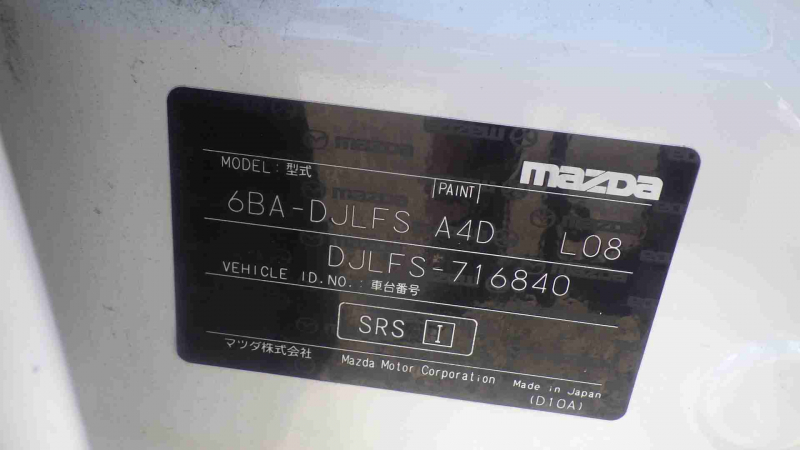 mazda
MODEL : 型式
PAINT
6BA-DJLFS A4D L08
DJLFS-716840
VEHICLE ID.NO. : 車台番号
SRS I
マツダ株式会社 Mazda Motor Corporation Made in Japan
(D10A)